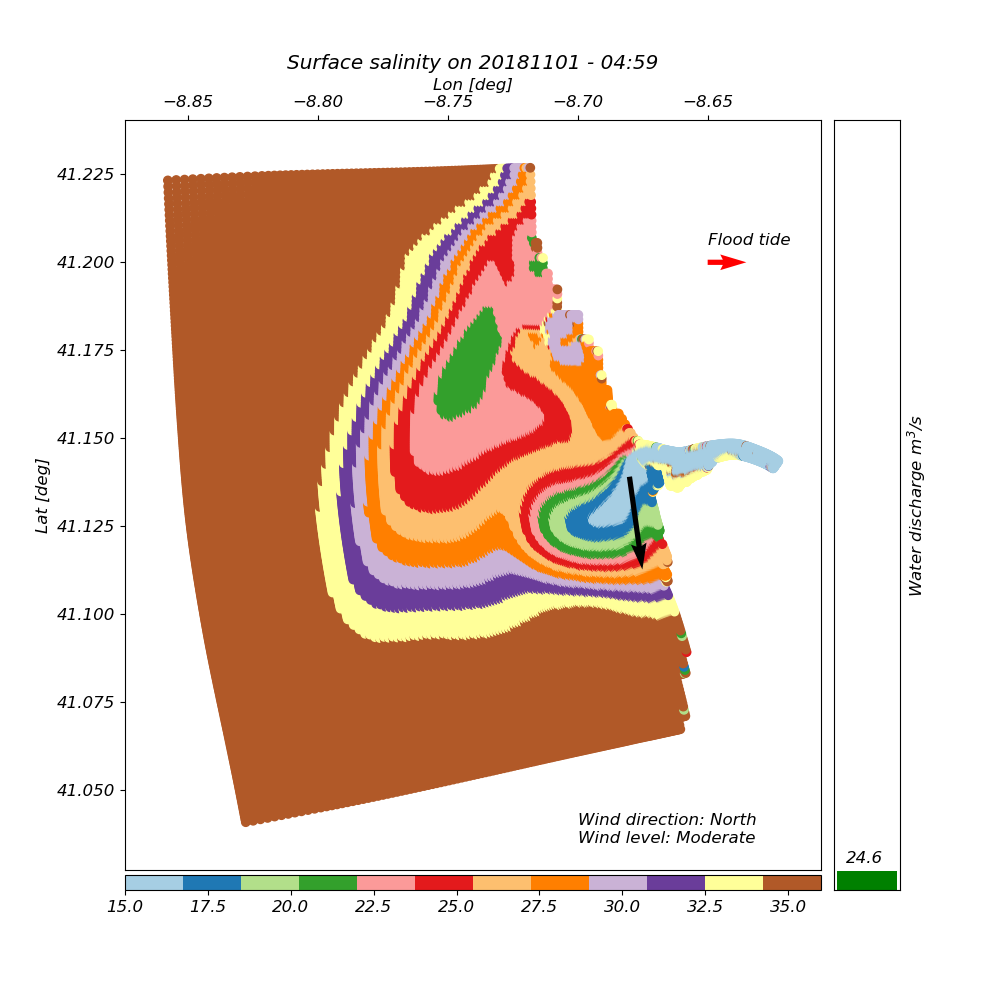 Surface salinity on 20181101 - 04:59
Lon [deg]
−8.85 −8.80 −8.75 −8.70 −8.65
41.225
41.200
41.175
41.150
41.125
41.100
41.075
41.050
Lat [deg]
Flood tide
Wind direction: North
Wind level: Moderate
15.0 17.5 20.0 22.5 25.0 27.5 30.0 32.5 35.0
24.6
Water discharge m³/s